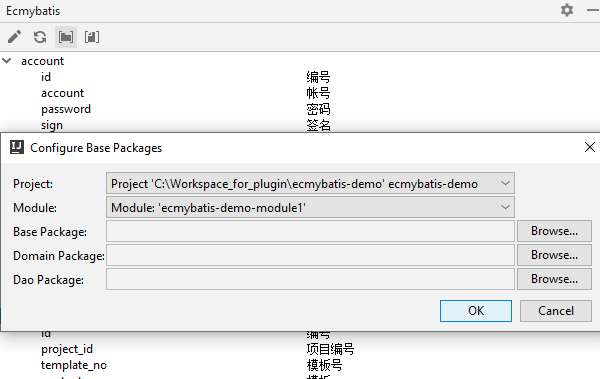 Ecmybatis
account
id 编号
account 帐号
password 密码
sign 签名
Configure Base Packages
Project: Project 'C:\Workspace_for_plugin\ecmybatis-demo' ecmybatis-demo
Module: Module: 'ecmybatis-demo-module1'
Base Package: Browse...
Domain Package: Browse...
Dao Package: Browse...
OK Cancel
id 编号
project_id 项目编号
template_no 模板号